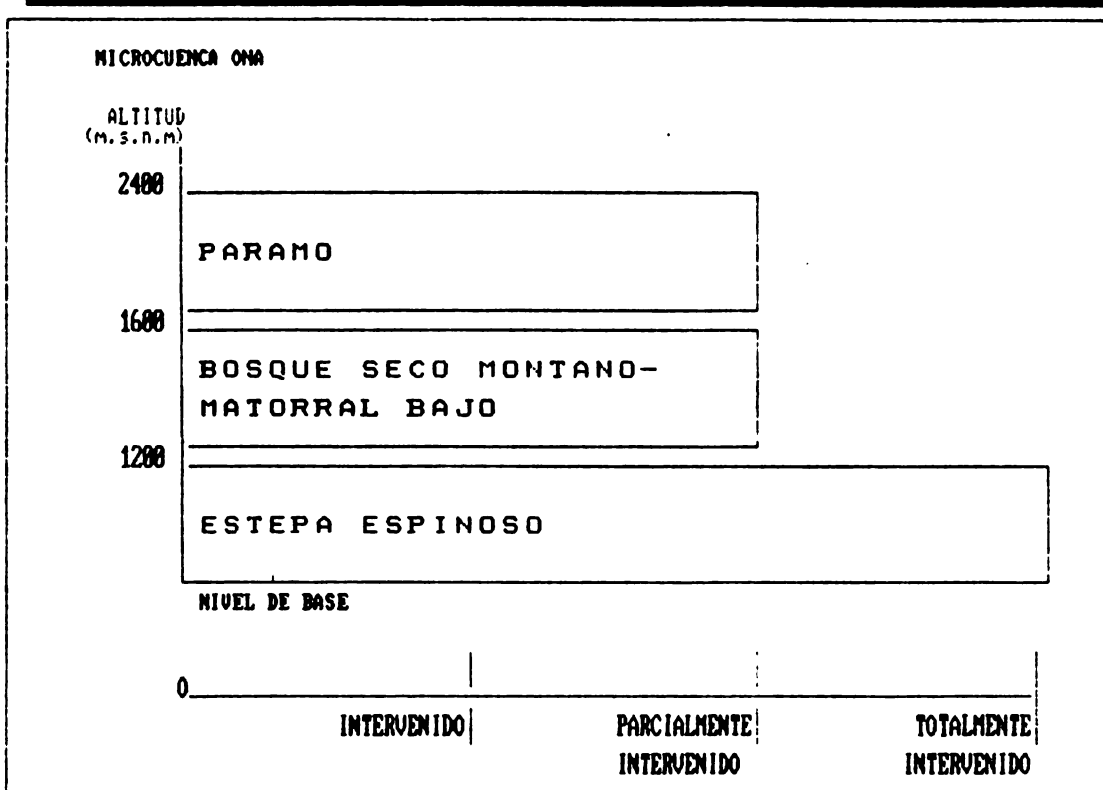 MICROCUENCA ONA
ALTITUD
(m.s.n.m)
2400
PARAMO
1600
BOSQUE SECO MONTANO-
MATORRAL BAJO
1200
ESTEPA ESPINOSO
NIVEL DE BASE
0
INTERVENIDO
PARCIALMENTE
INTERVENIDO
TOTALMENTE
INTERVENIDO